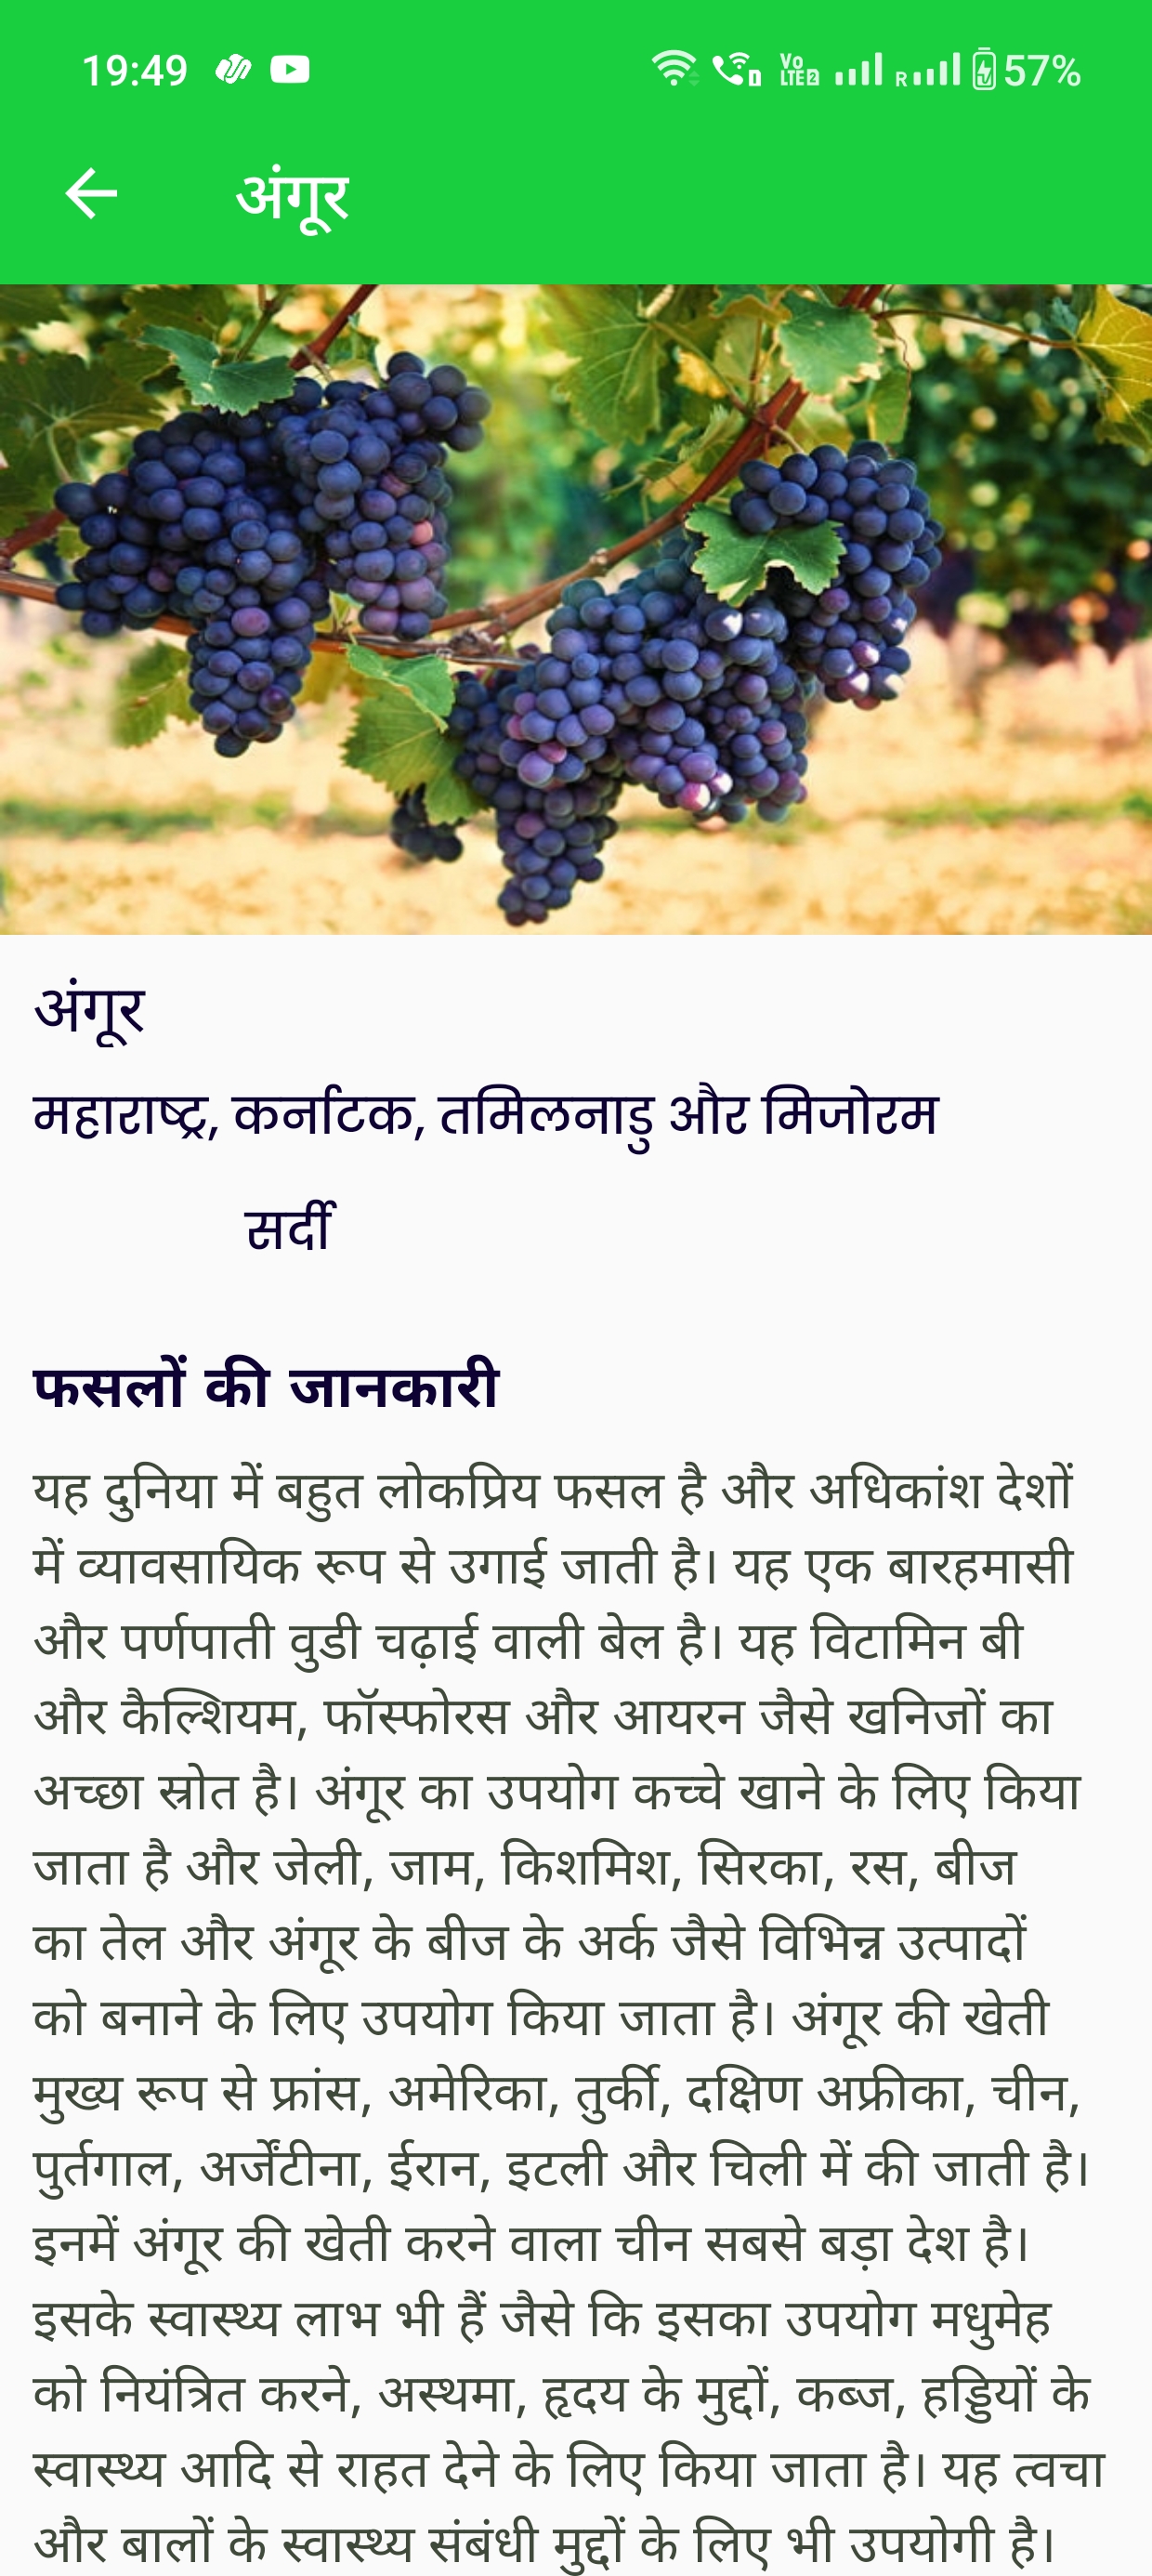 19:49 Vo LTE2 R 57%
अंगूर
अंगूर
महाराष्ट्र, कर्नाटक, तमिलनाडु और मिजोरम
सर्दी
फसलों की जानकारी
यह दुनिया में बहुत लोकप्रिय फसल है और अधिकांश देशों
में व्यावसायिक रूप से उगाई जाती है। यह एक बारहमासी
और पर्णपाती वुडी चढ़ाई वाली बेल है। यह विटामिन बी
और कैल्शियम, फॉस्फोरस और आयरन जैसे खनिजों का
अच्छा स्रोत है। अंगूर का उपयोग कच्चे खाने के लिए किया
जाता है और जेली, जाम, किशमिश, सिरका, रस, बीज
का तेल और अंगूर के बीज के अर्क जैसे विभिन्न उत्पादों
को बनाने के लिए उपयोग किया जाता है। अंगूर की खेती
मुख्य रूप से फ्रांस, अमेरिका, तुर्की, दक्षिण अफ्रीका, चीन,
पुर्तगाल, अर्जेंटीना, ईरान, इटली और चिली में की जाती है।
इनमें अंगूर की खेती करने वाला चीन सबसे बड़ा देश है।
इसके स्वास्थ्य लाभ भी हैं जैसे कि इसका उपयोग मधुमेह
को नियंत्रित करने, अस्थमा, हृदय के मुद्दों, कब्ज, हड्डियों के
स्वास्थ्य आदि से राहत देने के लिए किया जाता है। यह त्वचा
और बालों के स्वास्थ्य संबंधी मुद्दों के लिए भी उपयोगी है।